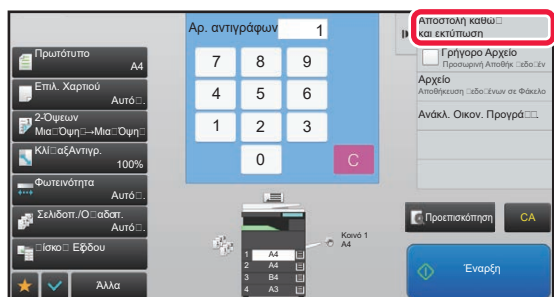 Αρ. αντιγράφων 1
Αποστολή καθώ□
και εκτύπωση
Πρωτότυπο
A4
Επιλ. Χαρτιού
Αυτό□.
2-Όψεων
Μια□Όψη□→Μια□Όψη□
Κλί□αξΑντιγρ.
100%
Φωτεινότητα
Αυτό□.
Σελιδοπ./Ο□αδοπ.
Αυτό□.
□ίσκο□ Εξόδου
Άλλα
7 8 9
4 5 6
1 2 3
0 C
Κοινό 1
A4
1 A4
2 A4
3 B4
4 A3
Γρήγορο Αρχείο
Προσωρινή Αποθήκ □εδο□έν
Αρχείο
Αποθήκευση □εδο□ένων σε Φάκελο
Ανάκλ. Οικον. Προγρά□□.
Προεπισκόπηση CA
Έναρξη